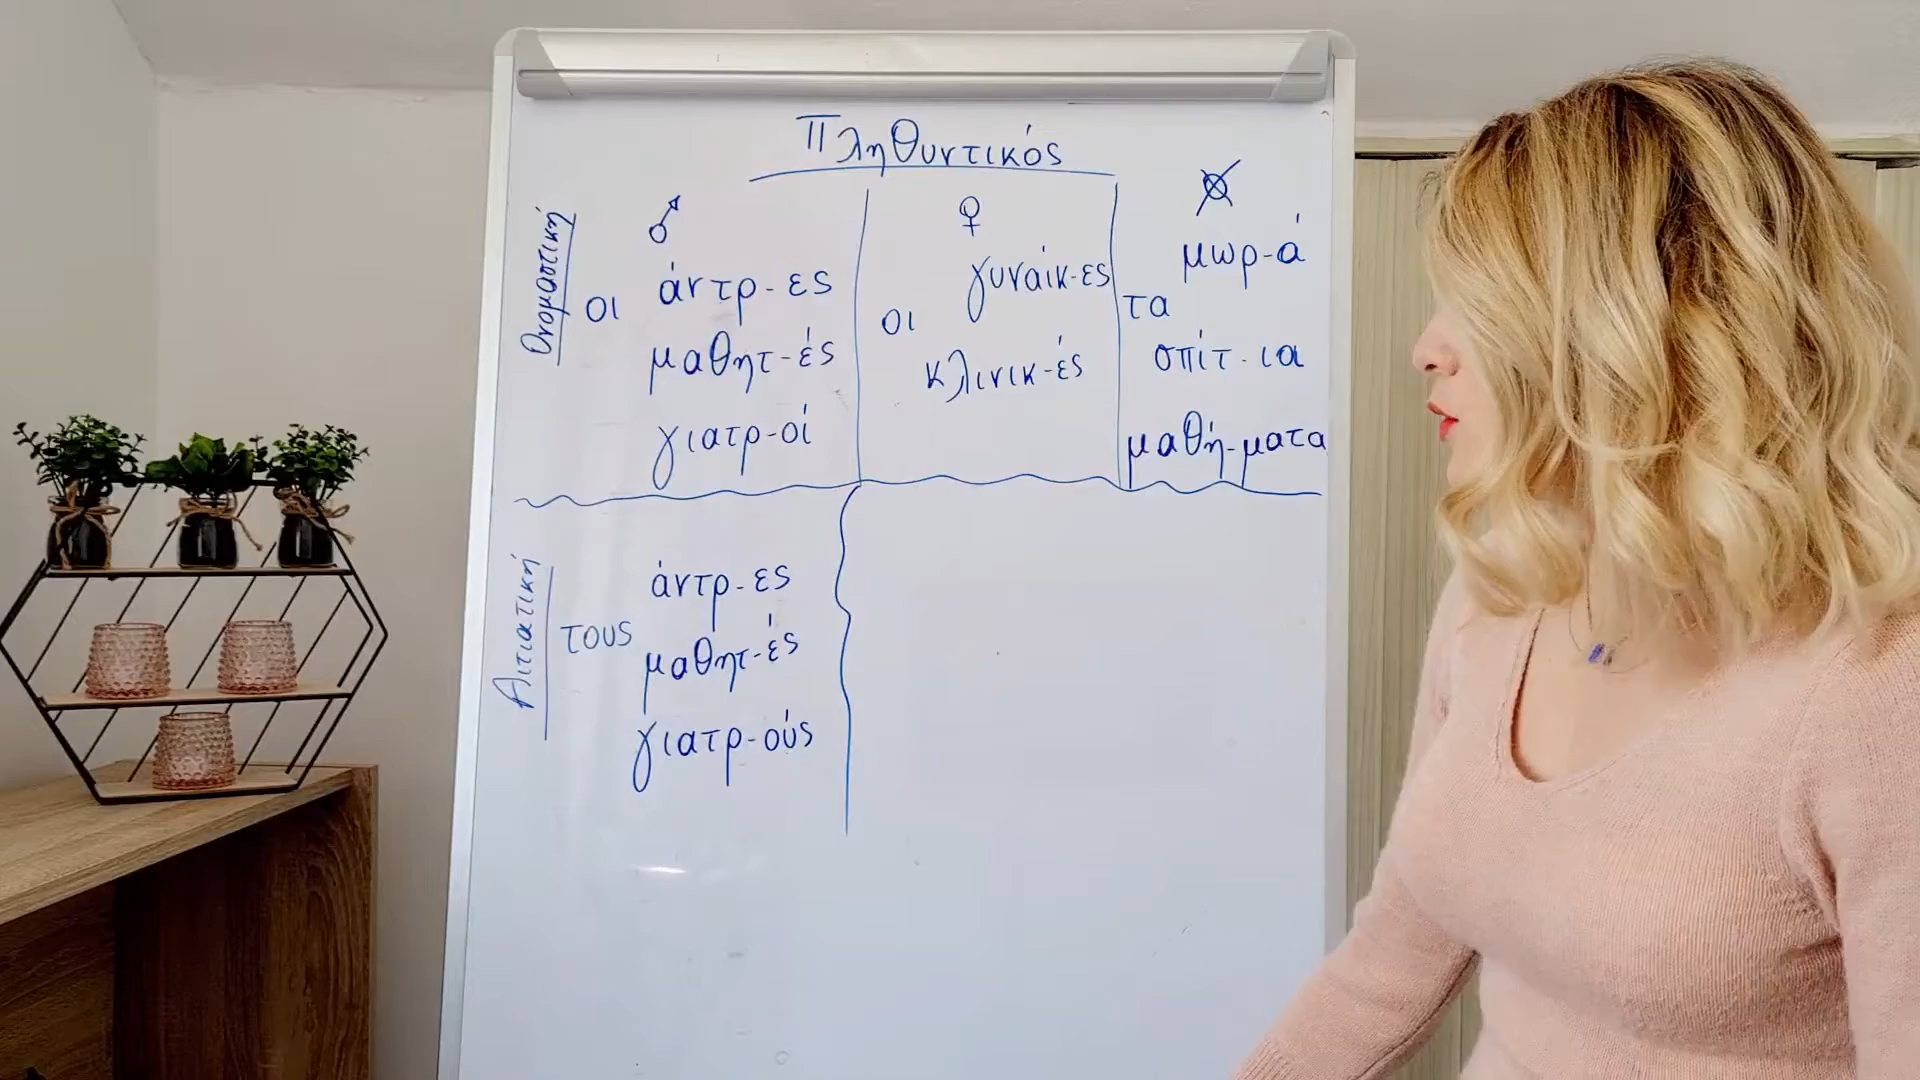 Πληθυντικός
Ονομαστική
♂
οι
άντρ-ες
μαθητ-ές
γιατρ-οί
♀
οι
γυναίκ-ες
κλινικ-ές
τα
μωρ-ά
σπίτ-ια
μαθή-ματα
Αιτιατική
τους
άντρ-ες
μαθητ-ές
γιατρ-ούς